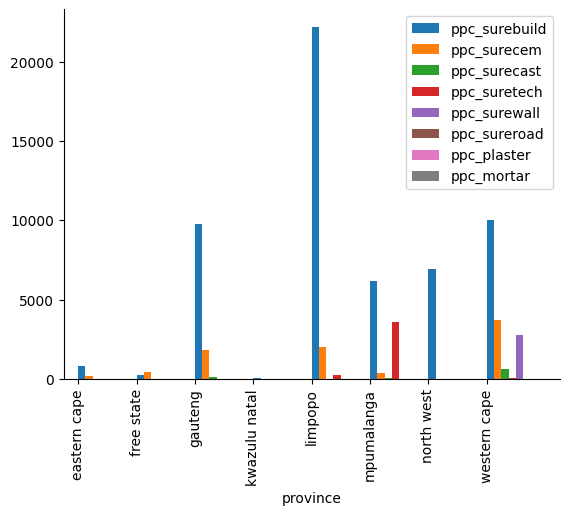 ppc_surebuild
ppc_surecem
ppc_surecast
ppc_suretech
ppc_surewall
ppc_sureroad
ppc_plaster
ppc_mortar
20000
15000
10000
5000
0
eastern cape
free state
gauteng
kwazulu natal
limpopo
mpumalanga
north west
western cape
province